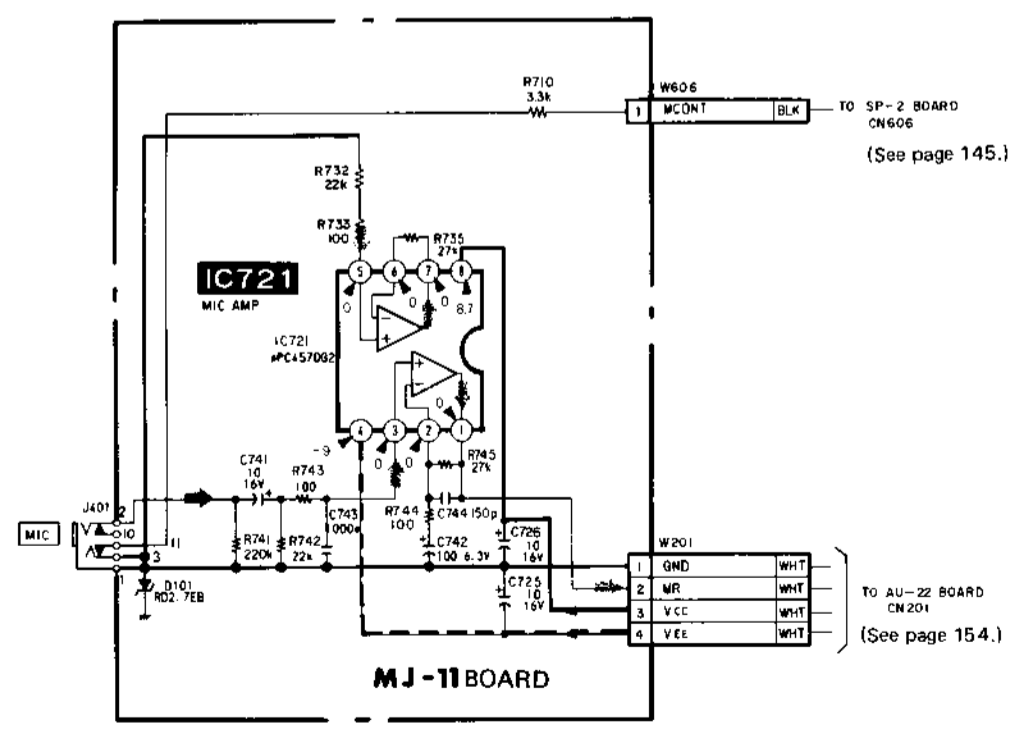 R710
3.3k
W606
1 MCONT BLK
TO SP-2 BOARD
CN606
(See page 145.)
R732
22k
R733
100
R735
27k
IC721
MIC AMP
5 6 7 8
0 0 0 8.7
IC721
μPC4570G2
0
4 3 2 1
-9 0 0
R745
27k
C741
10
16V
R743
100
C743
R744
100
C744 150p
J401
2
10
11
3
1
MIC
R741
220k
R742
22k
C742
100 6.3V
C726
10
16V
C725
10
16V
D101
RD2.7EB
W201
1 GND WHT
2 MR WHT
3 VCC WHT
4 VEE WHT
TO AU-22 BOARD
CN201
(See page 154.)
MJ-11 BOARD